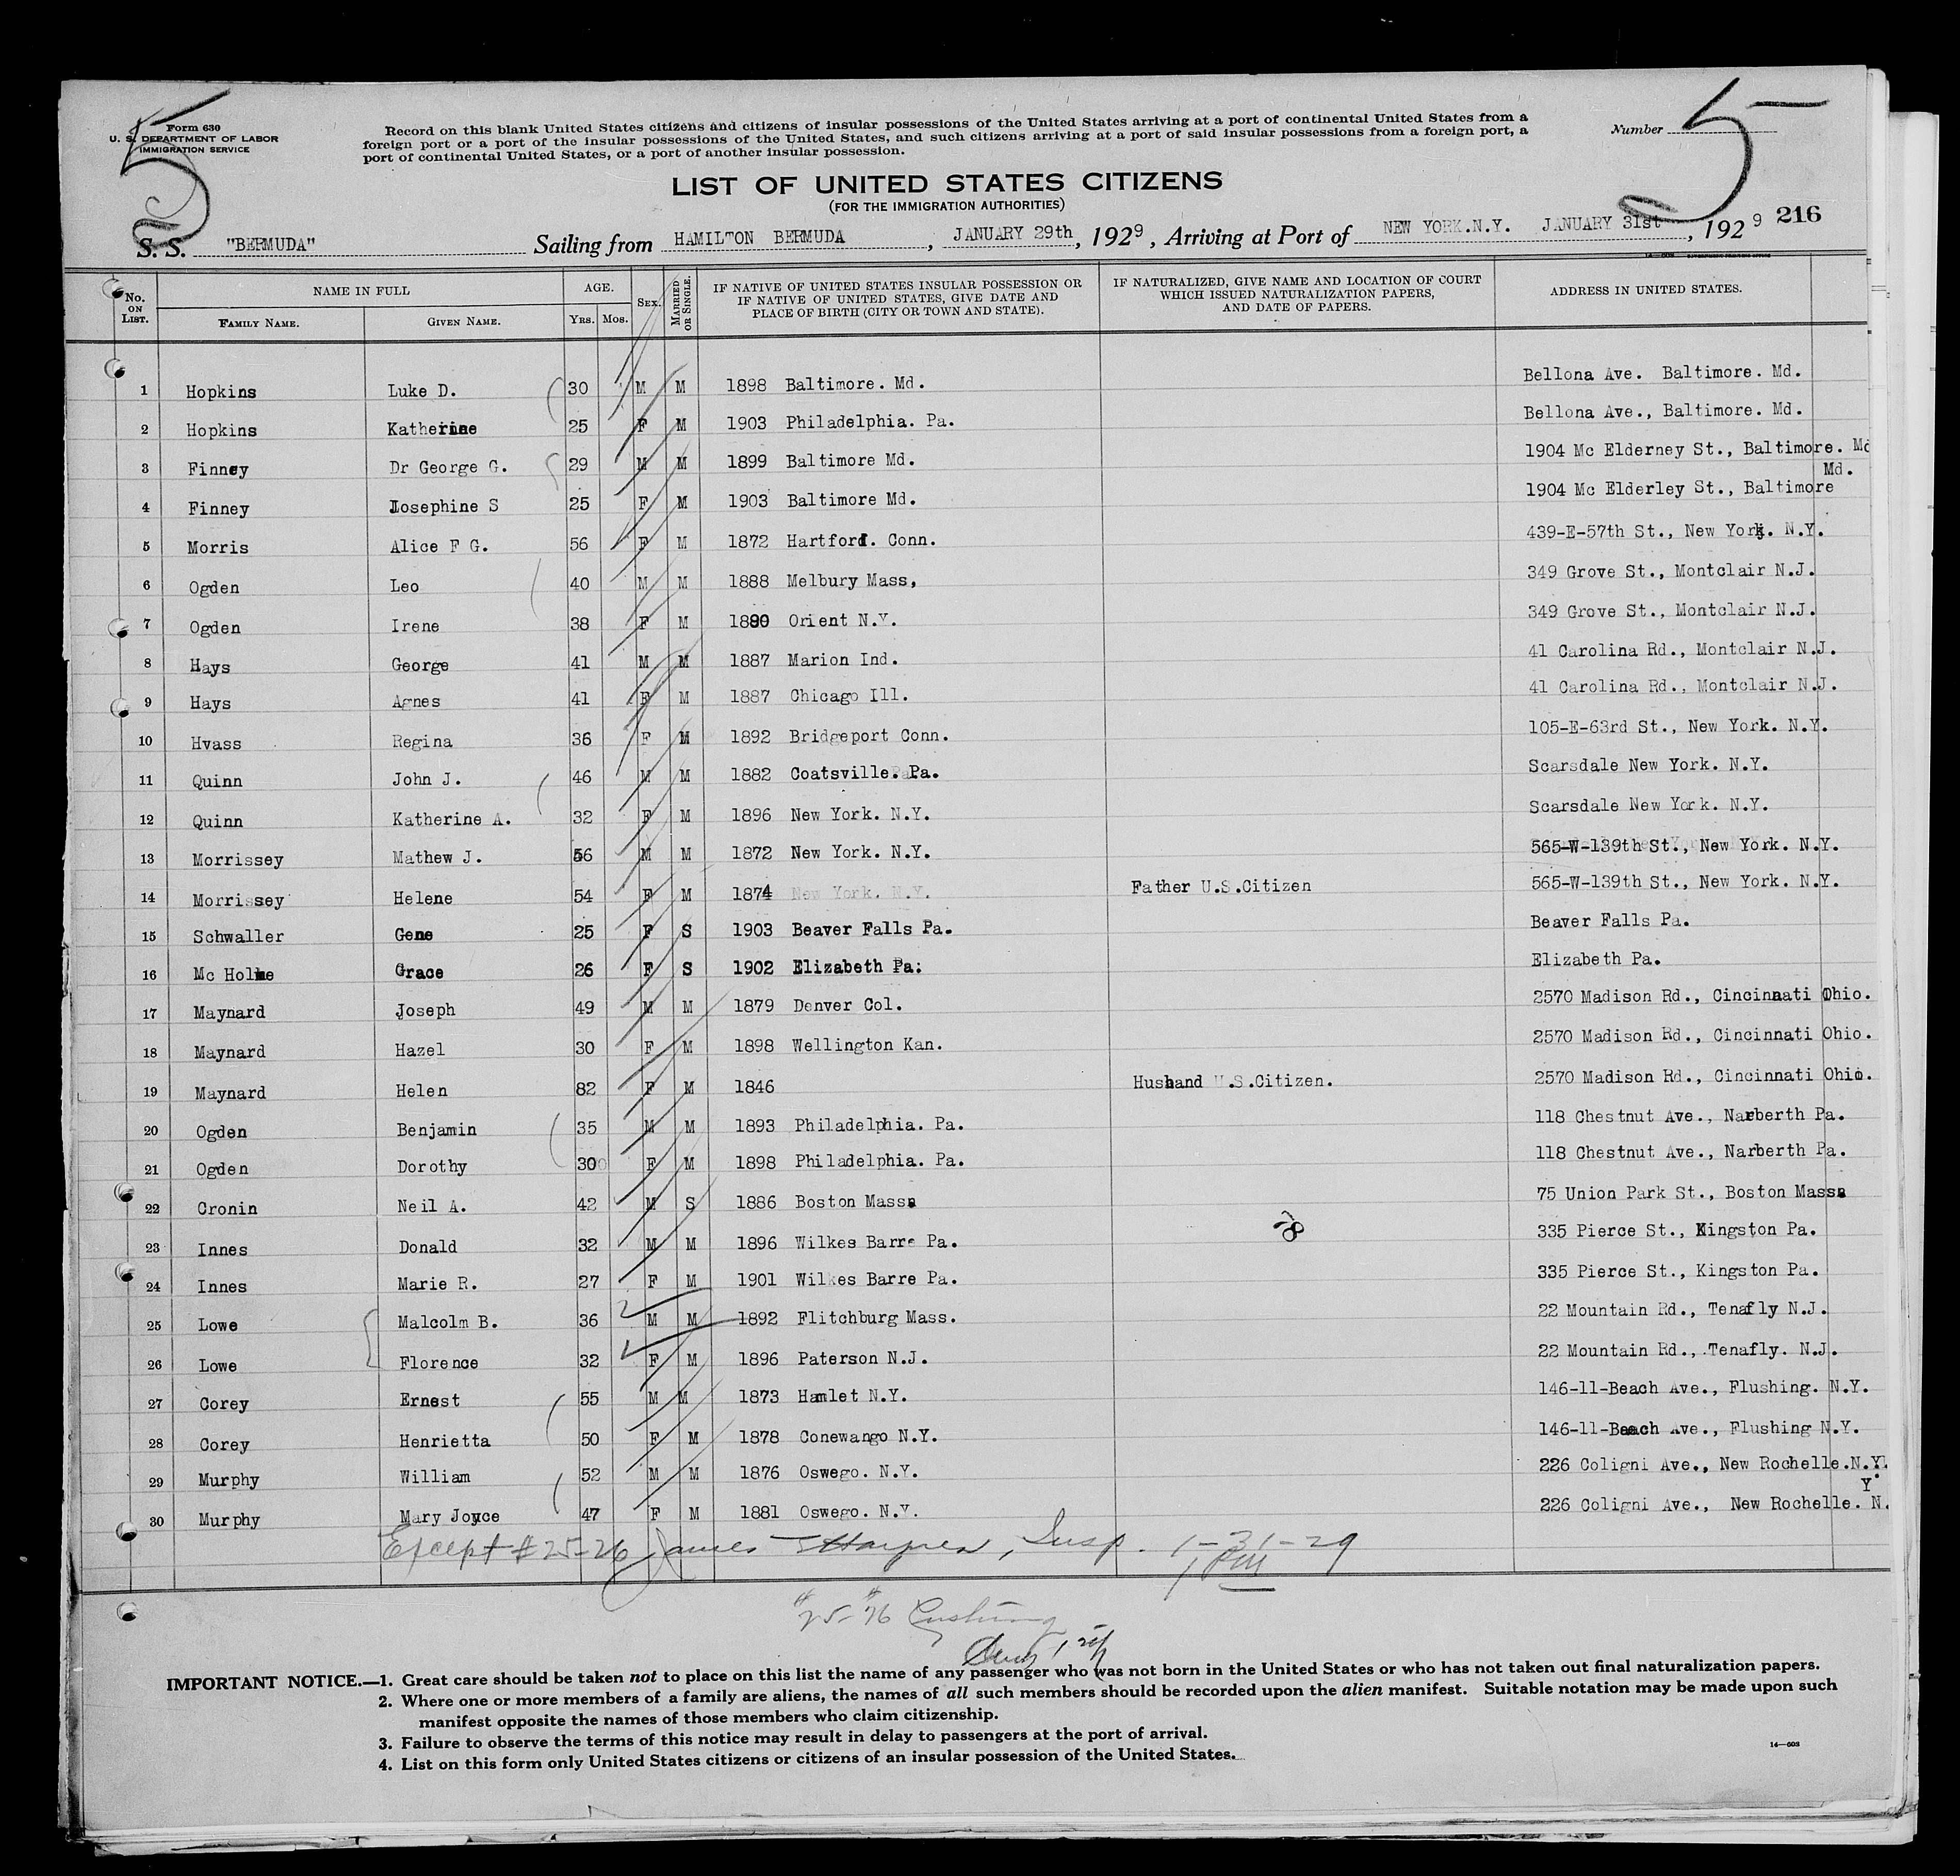 5
5
Form 630
U. S. DEPARTMENT OF LABOR
IMMIGRATION SERVICE
Record on this blank United States citizens and citizens of insular possessions of the United States arriving at a port of continental United States from a
foreign port or a port of the insular possessions of the United States, and such citizens arriving at a port of said insular possessions from a foreign port, a
port of continental United States, or a port of another insular possession.
Number
LIST OF UNITED STATES CITIZENS
(FOR THE IMMIGRATION AUTHORITIES)
216
S. S. "BERMUDA" Sailing from HAMILTON BERMUDA, JANUARY 29th, 1929, Arriving at Port of NEW YORK.N.Y. JANUARY 31st, 1929
No. ON LIST. NAME IN FULL AGE. SEX. MARRIED OR SINGLE. IF NATIVE OF UNITED STATES INSULAR POSSESSION OR IF NATIVE OF UNITED STATES, GIVE DATE AND PLACE OF BIRTH (CITY OR TOWN AND STATE). IF NATURALIZED, GIVE NAME AND LOCATION OF COURT WHICH ISSUED NATURALIZATION PAPERS, AND DATE OF PAPERS. ADDRESS IN UNITED STATES.
FAMILY NAME. GIVEN NAME. YRS. MOS.
1 Hopkins Luke D. 30 M M 1898 Baltimore. Md. Bellona Ave. Baltimore. Md.
2 Hopkins Katherine 25 F M 1903 Philadelphia. Pa. Bellona Ave., Baltimore. Md.
3 Finney Dr George G. 29 M M 1899 Baltimore Md. 1904 Mc Elderney St., Baltimore. Md
Md.
4 Finney Josephine S 25 F M 1903 Baltimore Md. 1904 Mc Elderley St., Baltimore
5 Morris Alice F G. 56 F M 1872 Hartford. Conn. 439-E-57th St., New York. N.Y.
6 Ogden Leo 40 M M 1888 Melbury Mass, 349 Grove St., Montclair N.J.
7 Ogden Irene 38 F M 1890 Orient N.Y. 349 Grove St., Montclair N.J.
8 Hays George 41 M M 1887 Marion Ind. 41 Carolina Rd., Montclair N.J.
9 Hays Agnes 41 F M 1887 Chicago Ill. 41 Carolina Rd., Montclair N.J.
10 Hvass Regina 36 F M 1892 Bridgeport Conn. 105-E-63rd St., New York. N.Y.
11 Quinn John J. 46 M M 1882 Coatsville. Pa. Scarsdale New York. N.Y.
12 Quinn Katherine A. 32 F M 1896 New York. N.Y. Scarsdale New York. N.Y.
13 Morrissey Mathew J. 56 M M 1872 New York. N.Y. 565-W-139th St., New York. N.Y.
14 Morrissey Helene 54 F M 1874 New York. N.Y. Father U.S.Citizen 565-W-139th St., New York. N.Y.
15 Schwaller Gene 25 F S 1903 Beaver Falls Pa. Beaver Falls Pa.
16 Mc Holme Grace 26 F S 1902 Elizabeth Pa. Elizabeth Pa.
17 Maynard Joseph 49 M M 1879 Denver Col. 2570 Madison Rd., Cincinnati Ohio.
18 Maynard Hazel 30 F M 1898 Wellington Kan. 2570 Madison Rd., Cincinnati Ohio.
19 Maynard Helen 82 F M 1846 Husband U.S.Citizen. 2570 Madison Rd., Cincinnati Ohio.
20 Ogden Benjamin 35 M M 1893 Philadelphia. Pa. 118 Chestnut Ave., Narberth Pa.
21 Ogden Dorothy 30 F M 1898 Philadelphia. Pa. 118 Chestnut Ave., Narberth Pa.
22 Cronin Neil A. 42 M S 1886 Boston Mass. 75 Union Park St., Boston Mass.
23 Innes Donald 32 M M 1896 Wilkes Barre Pa. 335 Pierce St., Kingston Pa.
24 Innes Marie R. 27 F M 1901 Wilkes Barre Pa. 335 Pierce St., Kingston Pa.
25 Lowe Malcolm B. 36 M M 1892 Flitchburg Mass. 22 Mountain Rd., Tenafly N.J.
26 Lowe Florence 32 F M 1896 Paterson N.J. 22 Mountain Rd., Tenafly. N.J.
27 Corey Ernest 55 M M 1873 Hamlet N.Y. 146-11-Beach Ave., Flushing. N.Y.
28 Corey Henrietta 50 F M 1878 Conewango N.Y. 146-11-Beach Ave., Flushing N.Y.
29 Murphy William 52 M M 1876 Oswego. N.Y. 226 Coligni Ave., New Rochelle.N.Y.
Y.
30 Murphy Mary Joyce 47 F M 1881 Oswego. N.Y. 226 Coligni Ave., New Rochelle. N.
Except # 25-26 James Insp. 1-31-29
1 PM
#25-#26 Cushing
IMPORTANT NOTICE.—1. Great care should be taken not to place on this list the name of any passenger who was not born in the United States or who has not taken out final naturalization papers.
2. Where one or more members of a family are aliens, the names of all such members should be recorded upon the alien manifest. Suitable notation may be made upon such
manifest opposite the names of those members who claim citizenship.
3. Failure to observe the terms of this notice may result in delay to passengers at the port of arrival.
4. List on this form only United States citizens or citizens of an insular possession of the United States.
14—608